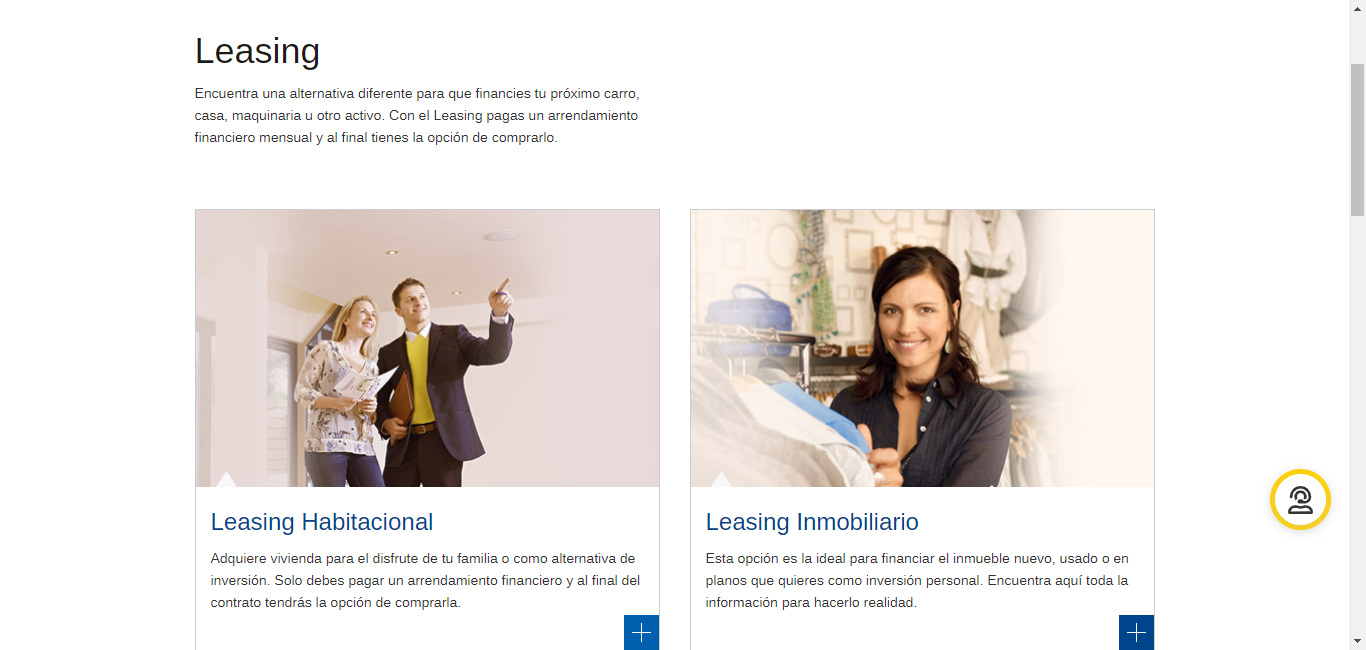 Leasing
Encuentra una alternativa diferente para que financies tu próximo carro,
casa, maquinaria u otro activo. Con el Leasing pagas un arrendamiento
financiero mensual y al final tienes la opción de comprarlo.
Leasing Habitacional
Adquiere vivienda para el disfrute de tu familia o como alternativa de
inversión. Solo debes pagar un arrendamiento financiero y al final del
contrato tendrás la opción de comprarla.
Leasing Inmobiliario
Esta opción es la ideal para financiar el inmueble nuevo, usado o en
planos que quieres como inversión personal. Encuentra aquí toda la
información para hacerlo realidad.